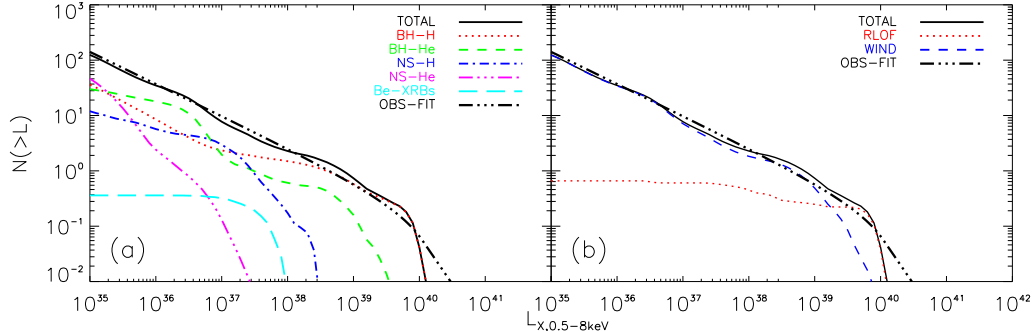 10³
10²
10¹
10⁰
10⁻¹
10⁻²
N(>L)
TOTAL
BH−H
BH−He
NS−H
NS−He
Be−XRBs
OBS−FIT
(a)
TOTAL
RLOF
WIND
OBS−FIT
(b)
10³⁵ 10³⁶ 10³⁷ 10³⁸ 10³⁹ 10⁴⁰ 10⁴¹ 10³⁵ 10³⁶ 10³⁷ 10³⁸ 10³⁹ 10⁴⁰ 10⁴¹ 10⁴²
L X,0.5−8keV